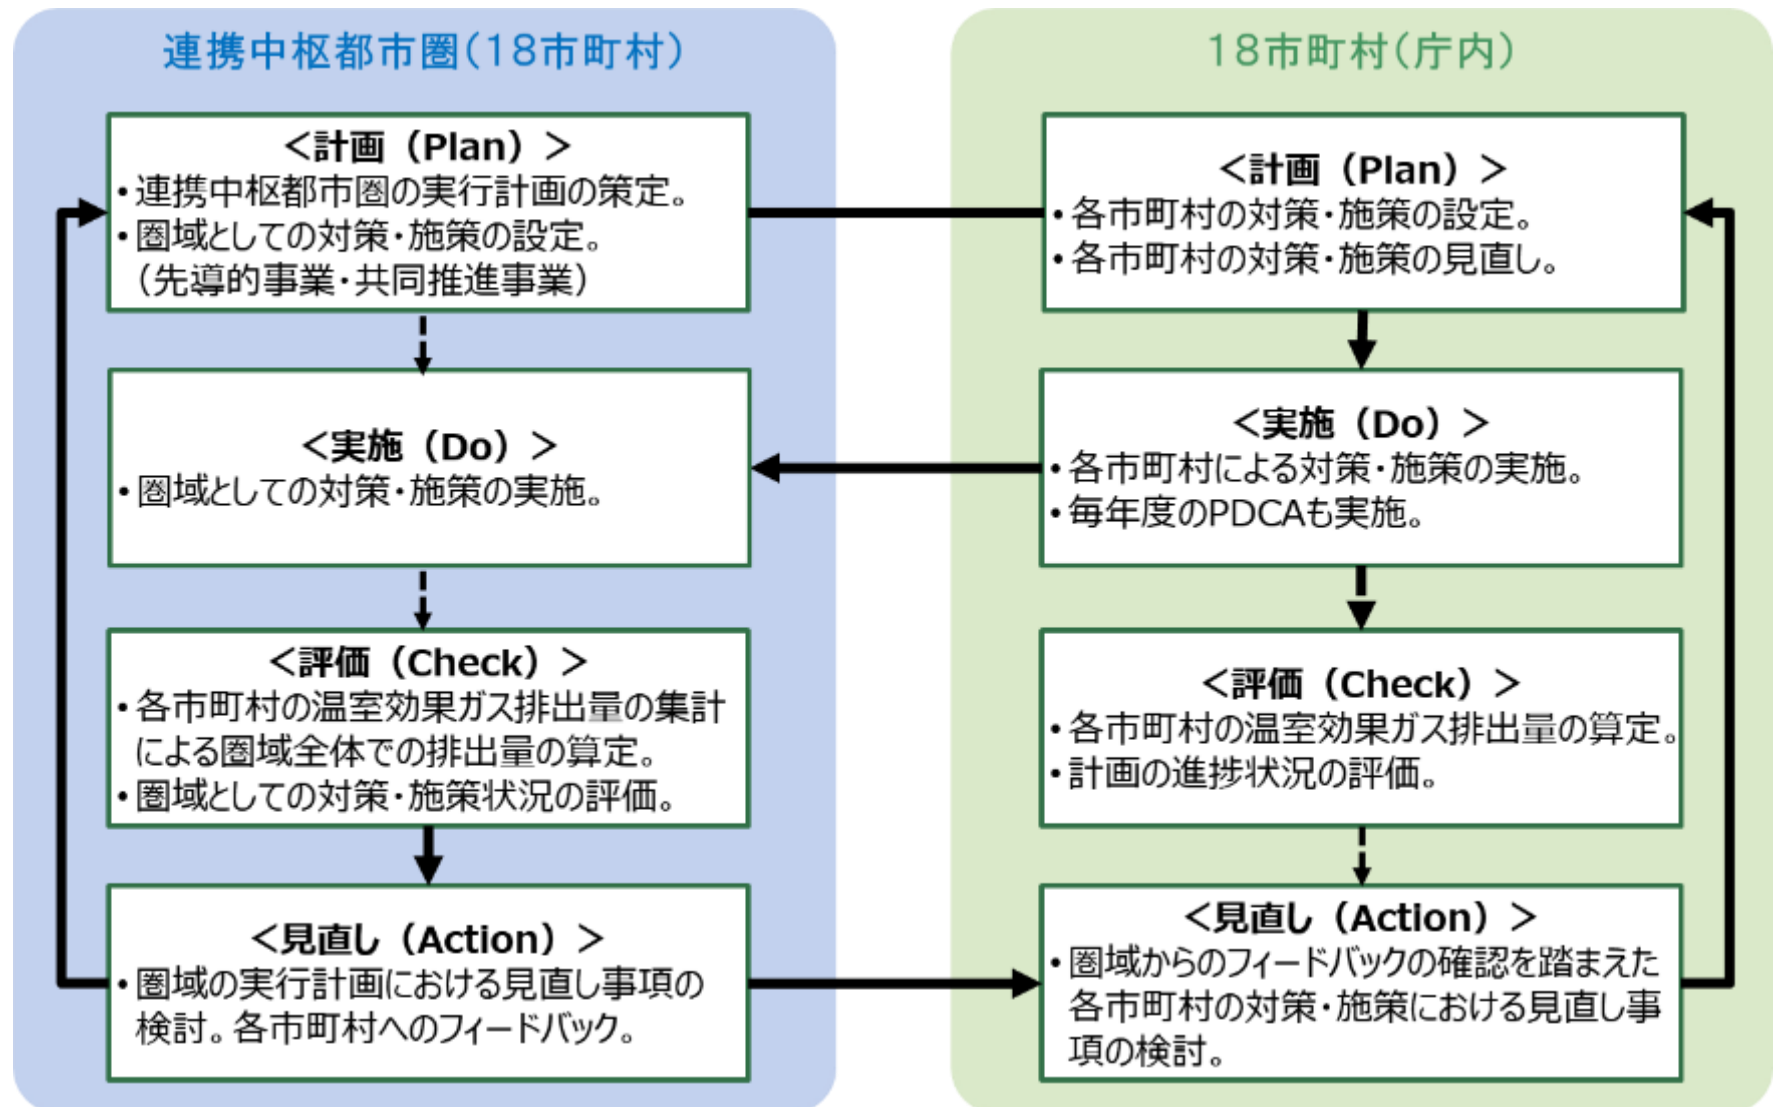 連携中枢都市圏(18市町村)
<計画（Plan）>
・連携中枢都市圏の実行計画の策定。
・圏域としての対策・施策の設定。
（先導的事業・共同推進事業）
<実施（Do）>
・圏域としての対策・施策の実施。
<評価（Check）>
・各市町村の温室効果ガス排出量の集計
による圏域全体での排出量の算定。
・圏域としての対策・施策状況の評価。
<見直し（Action）>
・圏域の実行計画における見直し事項の
検討。各市町村へのフィードバック。
18市町村(庁内)
<計画（Plan）>
・各市町村の対策・施策の設定。
・各市町村の対策・施策の見直し。
<実施（Do）>
・各市町村による対策・施策の実施。
・毎年度のPDCAも実施。
<評価（Check）>
・各市町村の温室効果ガス排出量の算定。
・計画の進捗状況の評価。
<見直し（Action）>
・圏域からのフィードバックの確認を踏まえた
各市町村の対策・施策における見直し事
項の検討。